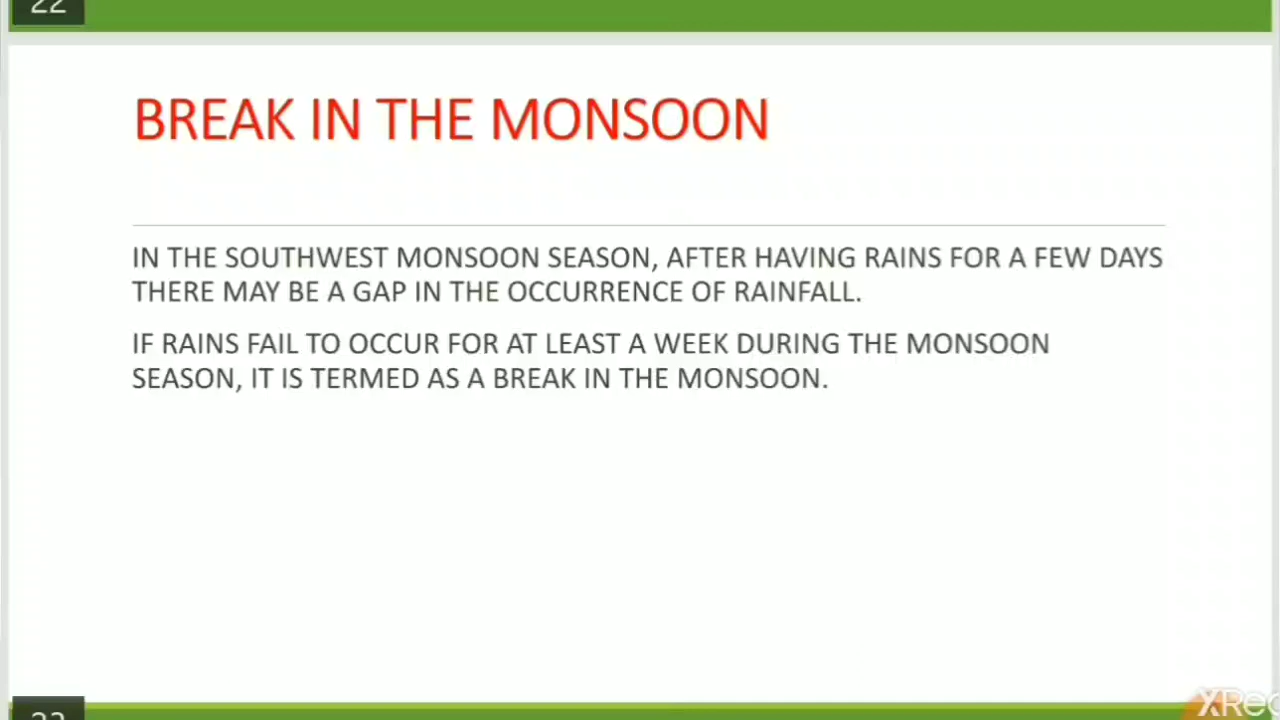 22
BREAK IN THE MONSOON
IN THE SOUTHWEST MONSOON SEASON, AFTER HAVING RAINS FOR A FEW DAYS
THERE MAY BE A GAP IN THE OCCURRENCE OF RAINFALL.
IF RAINS FAIL TO OCCUR FOR AT LEAST A WEEK DURING THE MONSOON
SEASON, IT IS TERMED AS A BREAK IN THE MONSOON.